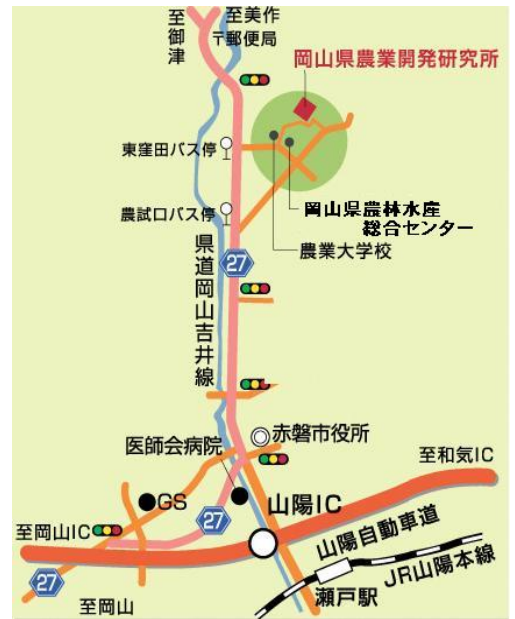 至御津
至美作
〒郵便局
岡山県農業開発研究所
東窪田バス停
農試口バス停
岡山県農林水産
総合センター
農業大学校
27
県道岡山吉井線
赤磐市役所
医師会病院
至和気IC
GS
山陽IC
27
至岡山IC
山陽自動車道
JR山陽本線
27
瀬戸駅
至岡山